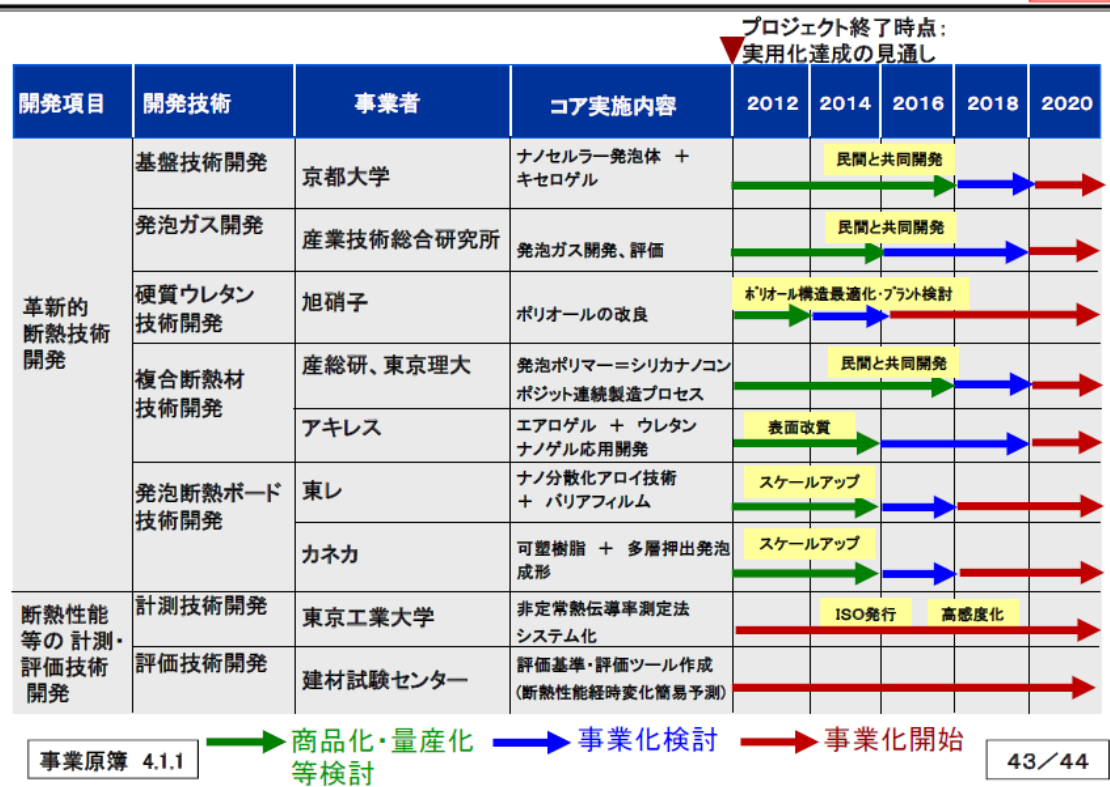 プロジェクト終了時点：
実用化達成の見通し
開発項目 開発技術 事業者 コア実施内容 2012 2014 2016 2018 2020
革新的
断熱技術
開発
基盤技術開発
京都大学
ナノセルラー発泡体 ＋
キセロゲル
民間と共同開発
発泡ガス開発
産業技術総合研究所
発泡ガス開発、評価
民間と共同開発
硬質ウレタン
技術開発
旭硝子
ポリオールの改良
ポリオール構造最適化・プラント検討
複合断熱材
技術開発
産総研、東京理大
発泡ポリマー＝シリカナノコン
ポジット連続製造プロセス
民間と共同開発
アキレス
エアロゲル ＋ ウレタン
ナノゲル応用開発
表面改質
発泡断熱ボード
技術開発
東レ
ナノ分散化アロイ技術
＋ バリアフィルム
スケールアップ
カネカ
可塑樹脂 ＋ 多層押出発泡
成形
スケールアップ
断熱性能
等の 計測・
評価技術
開発
計測技術開発
東京工業大学
非定常熱伝導率測定法
システム化
ISO発行 高感度化
評価技術開発
建材試験センター
評価基準・評価ツール作成
(断熱性能経時変化簡易予測)
商品化・量産化
等検討
事業化検討
事業化開始
事業原簿 4.1.1
43／44